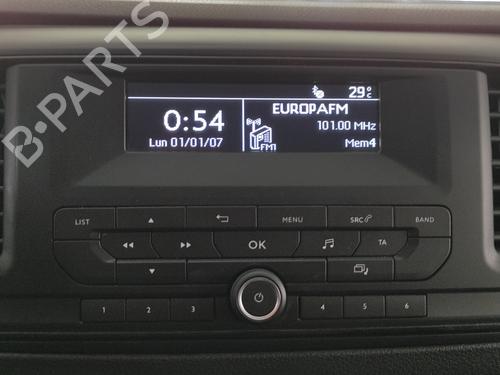 B-PARTS
29°C
0:54
Lun 01/01/07
EUROPAFM
101.00 MHz
FM1
Mem4
LIST
MENU
SRC
BAND
OK
TA
1
2
3
4
5
6